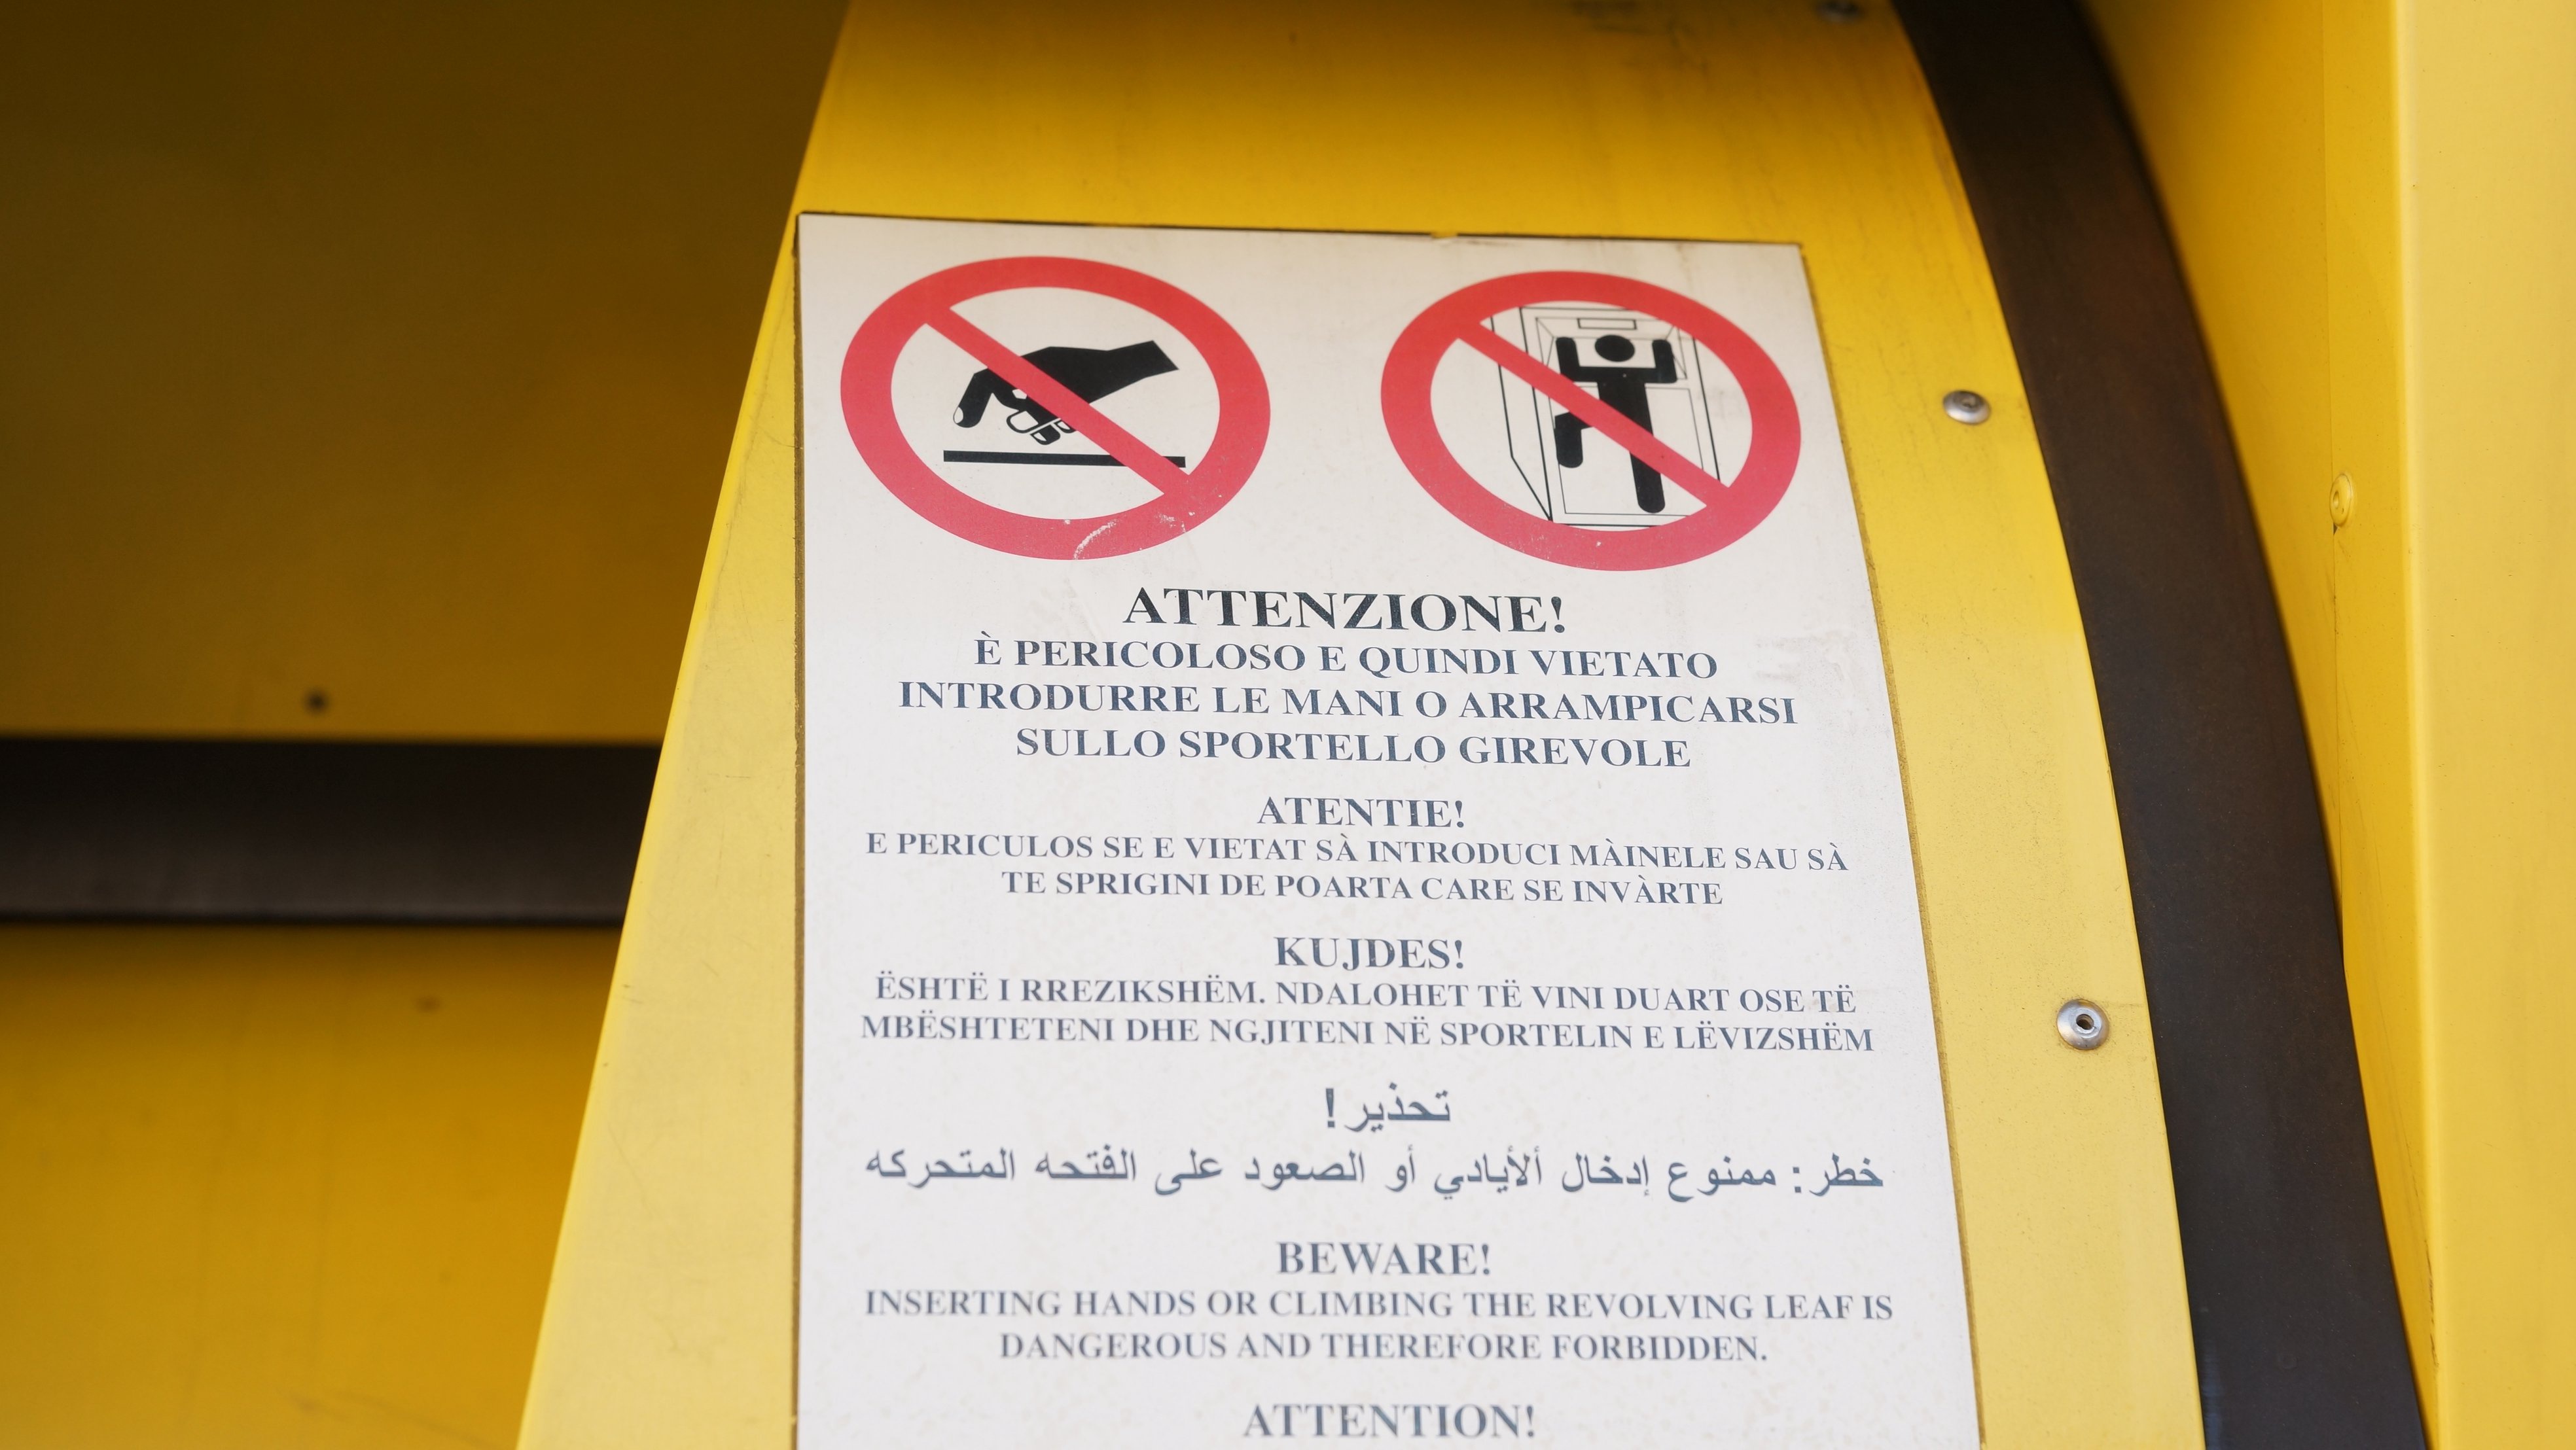 ATTENZIONE!
È PERICOLOSO E QUINDI VIETATO
INTRODURRE LE MANI O ARRAMPICARSI
SULLO SPORTELLO GIREVOLE
ATENTIE!
E PERICULOS SE E VIETAT SÀ INTRODUCI MÀINELE SAU SÀ
TE SPRIGINI DE POARTA CARE SE INVÀRTE
KUJDES!
ËSHTË I RREZIKSHËM. NDALOHET TË VINI DUART OSE TË
MBËSHTETENI DHE NGJITENI NË SPORTELIN E LËVIZSHËM
تحذير!
خطر: ممنوع إدخال ألأيادي أو الصعود على الفتحه المتحركه
BEWARE!
INSERTING HANDS OR CLIMBING THE REVOLVING LEAF IS
DANGEROUS AND THEREFORE FORBIDDEN.
ATTENTION!